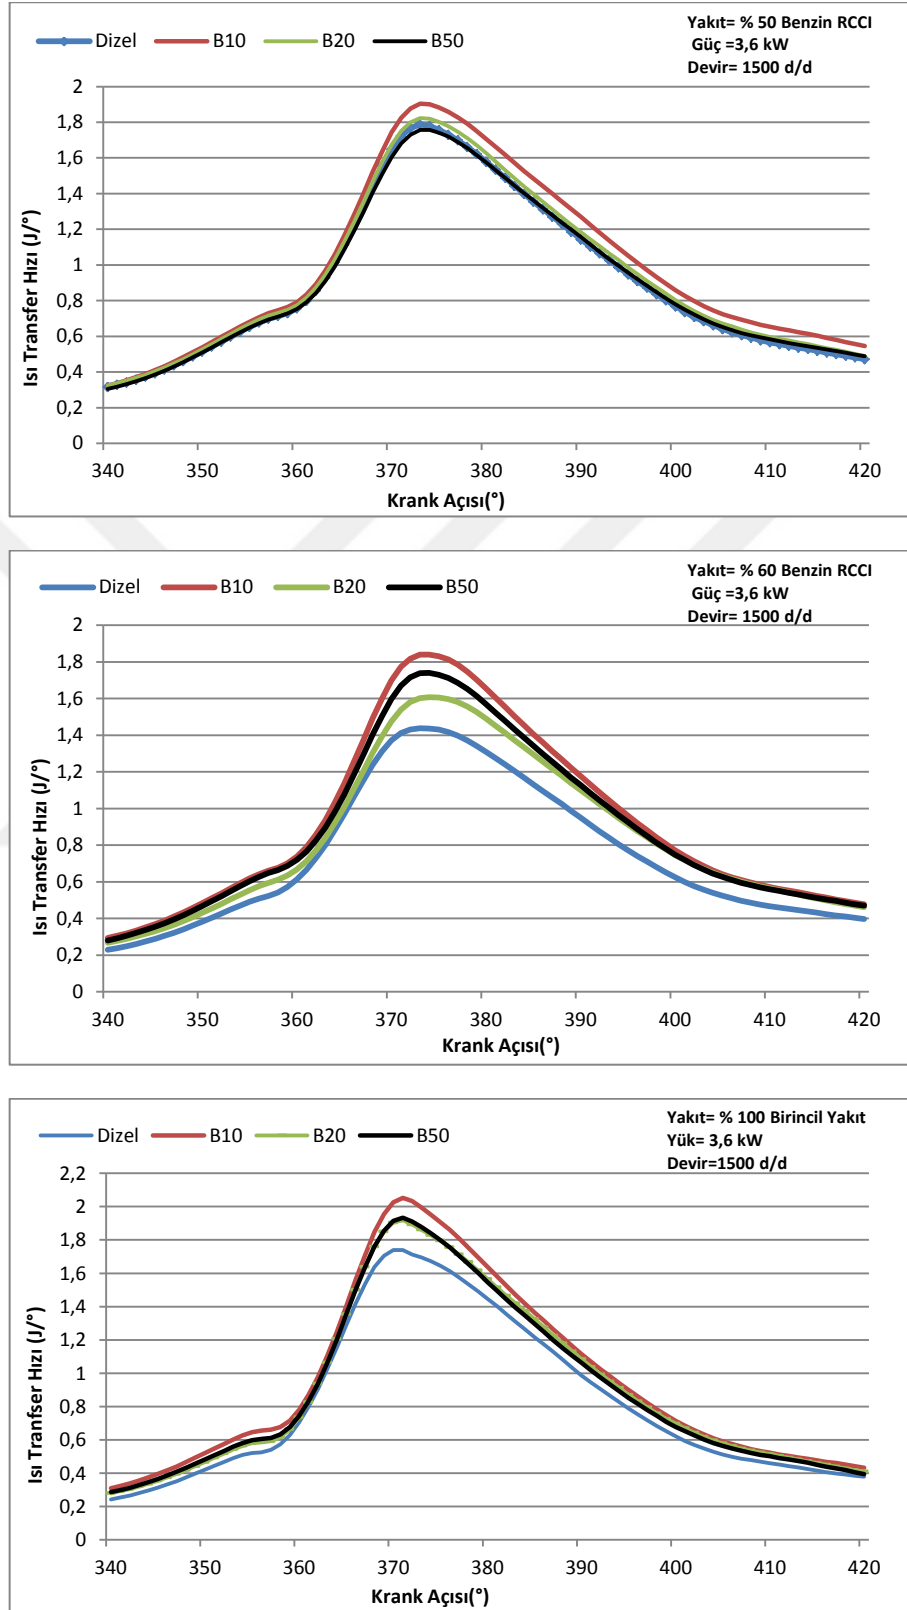 Dizel B10 B20 B50
Yakıt= % 50 Benzin RCCI
Güç =3,6 kW
Devir= 1500 d/d
2
1,8
1,6
1,4
1,2
1
0,8
0,6
0,4
0,2
0
Isı Transfer Hızı (J/°)
340 350 360 370 380 390 400 410 420
Krank Açısı(°)
Dizel B10 B20 B50
Yakıt= % 60 Benzin RCCI
Güç =3,6 kW
Devir= 1500 d/d
2
1,8
1,6
1,4
1,2
1
0,8
0,6
0,4
0,2
0
Isı Transfer Hızı (J/°)
340 350 360 370 380 390 400 410 420
Krank Açısı(°)
Dizel B10 B20 B50
Yakıt= % 100 Birincil Yakıt
Yük= 3,6 kW
Devir=1500 d/d
2,2
2
1,8
1,6
1,4
1,2
1
0,8
0,6
0,4
0,2
0
Isı Tranfser Hızı (J/°)
340 350 360 370 380 390 400 410 420
Krank Açısı(°)